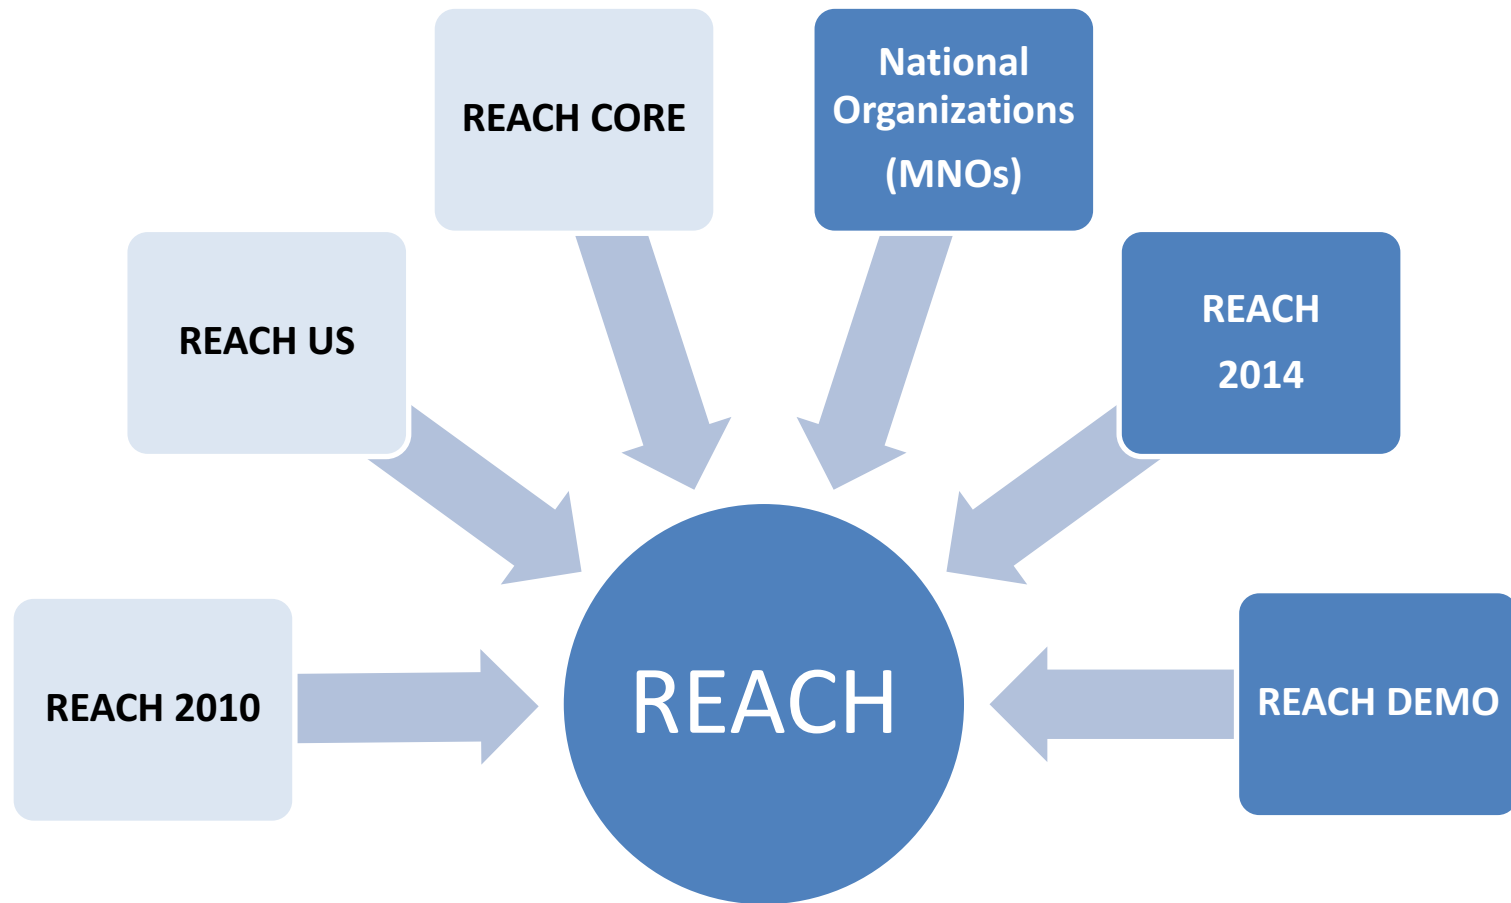 REACH CORE
National
Organizations
(MNOs)
REACH US
REACH
2014
REACH 2010
REACH
REACH DEMO